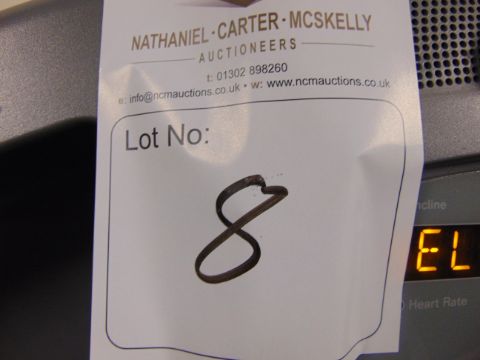 NATHANIEL·CARTER·MCSKELLY
AUCTIONEERS
t: 01302 898260
e: info@ncmauctions.co.uk • w: www.ncmauctions.co.uk
Lot No:
8
ncline
EL
Heart Rate